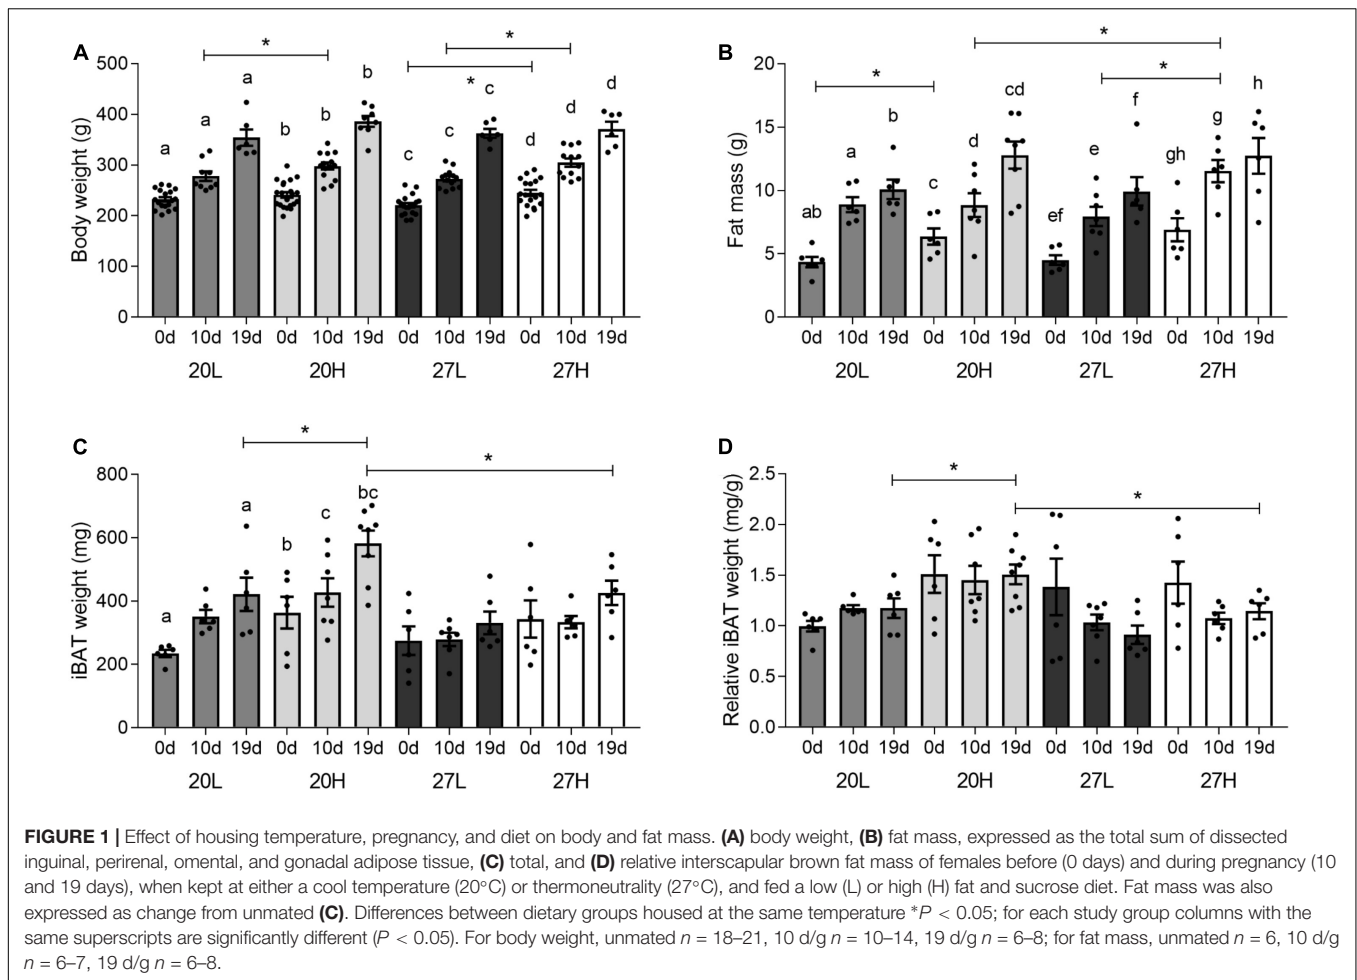 A
Body weight (g)
500
400
300
200
100
0
* * * *
a a a b b b c c c d d d
0d 10d 19d 0d 10d 19d 0d 10d 19d 0d 10d 19d
20L 20H 27L 27H
B
Fat mass (g)
20
15
10
5
0
* * * *
ab a b c d cd ef e f gh g h
0d 10d 19d 0d 10d 19d 0d 10d 19d 0d 10d 19d
20L 20H 27L 27H
C
iBAT weight (mg)
800
600
400
200
0
* *
a a b c bc
0d 10d 19d 0d 10d 19d 0d 10d 19d 0d 10d 19d
20L 20H 27L 27H
D
Relative iBAT weight (mg/g)
2.5
2.0
1.5
1.0
0.5
0.0
* *
0d 10d 19d 0d 10d 19d 0d 10d 19d 0d 10d 19d
20L 20H 27L 27H
FIGURE 1 | Effect of housing temperature, pregnancy, and diet on body and fat mass. (A) body weight, (B) fat mass, expressed as the total sum of dissected
inguinal, perirenal, omental, and gonadal adipose tissue, (C) total, and (D) relative interscapular brown fat mass of females before (0 days) and during pregnancy (10
and 19 days), when kept at either a cool temperature (20°C) or thermoneutrality (27°C), and fed a low (L) or high (H) fat and sucrose diet. Fat mass was also
expressed as change from unmated (C). Differences between dietary groups housed at the same temperature *P < 0.05; for each study group columns with the
same superscripts are significantly different (P < 0.05). For body weight, unmated n = 18–21, 10 d/g n = 10–14, 19 d/g n = 6–8; for fat mass, unmated n = 6, 10 d/g
n = 6–7, 19 d/g n = 6–8.